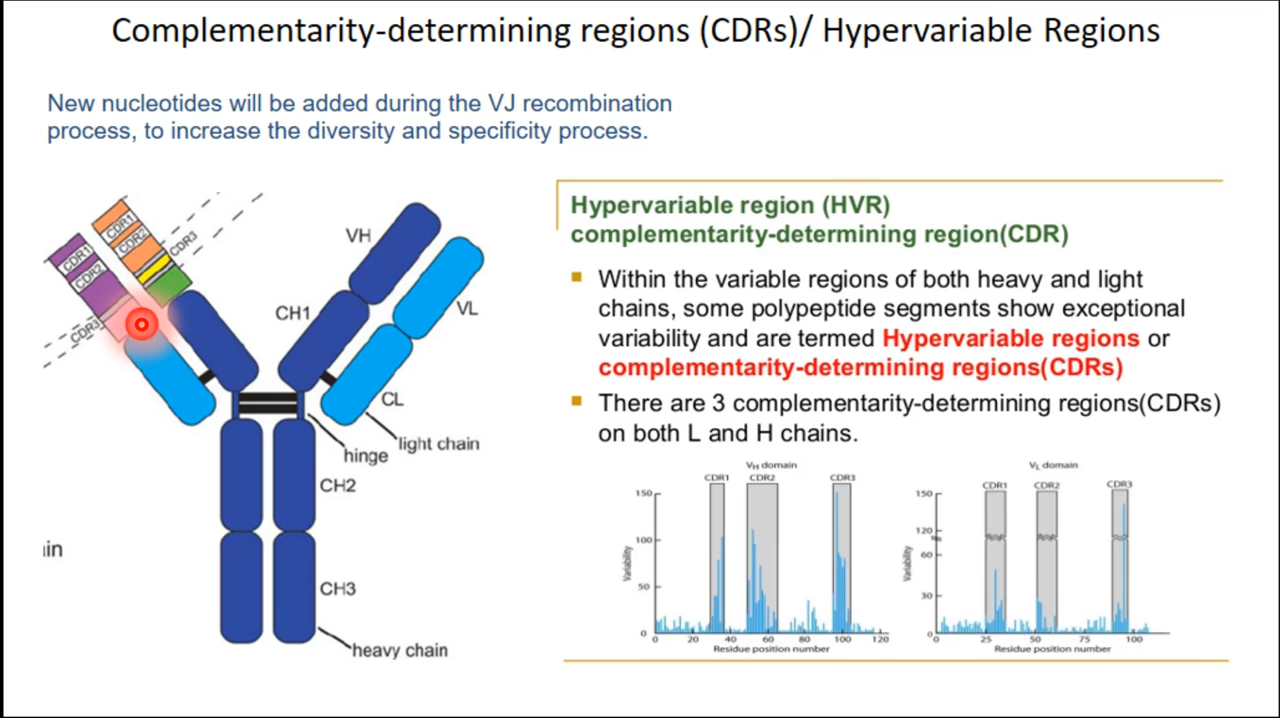 Complementarity-determining regions (CDRs)/ Hypervariable Regions
New nucleotides will be added during the VJ recombination
process, to increase the diversity and specificity process.
CDR1
CDR2
CDR3
CDR1
CDR2
CDR3
VH
CH1
VL
CL
light chain
hinge
CH2
in
CH3
heavy chain
Hypervariable region (HVR)
complementarity-determining region(CDR)
Within the variable regions of both heavy and light
chains, some polypeptide segments show exceptional
variability and are termed Hypervariable regions or
complementarity-determining regions(CDRs)
There are 3 complementarity-determining regions(CDRs)
on both L and H chains.
VH domain
CDR1 CDR2 CDR3
150
100
50
0
Variability
0 20 40 60 80 100 120
Residue position number
VL domain
CDR1 CDR2 CDR3
150
120
60
30
0
Variability
0 25 50 75 100
Residue position number